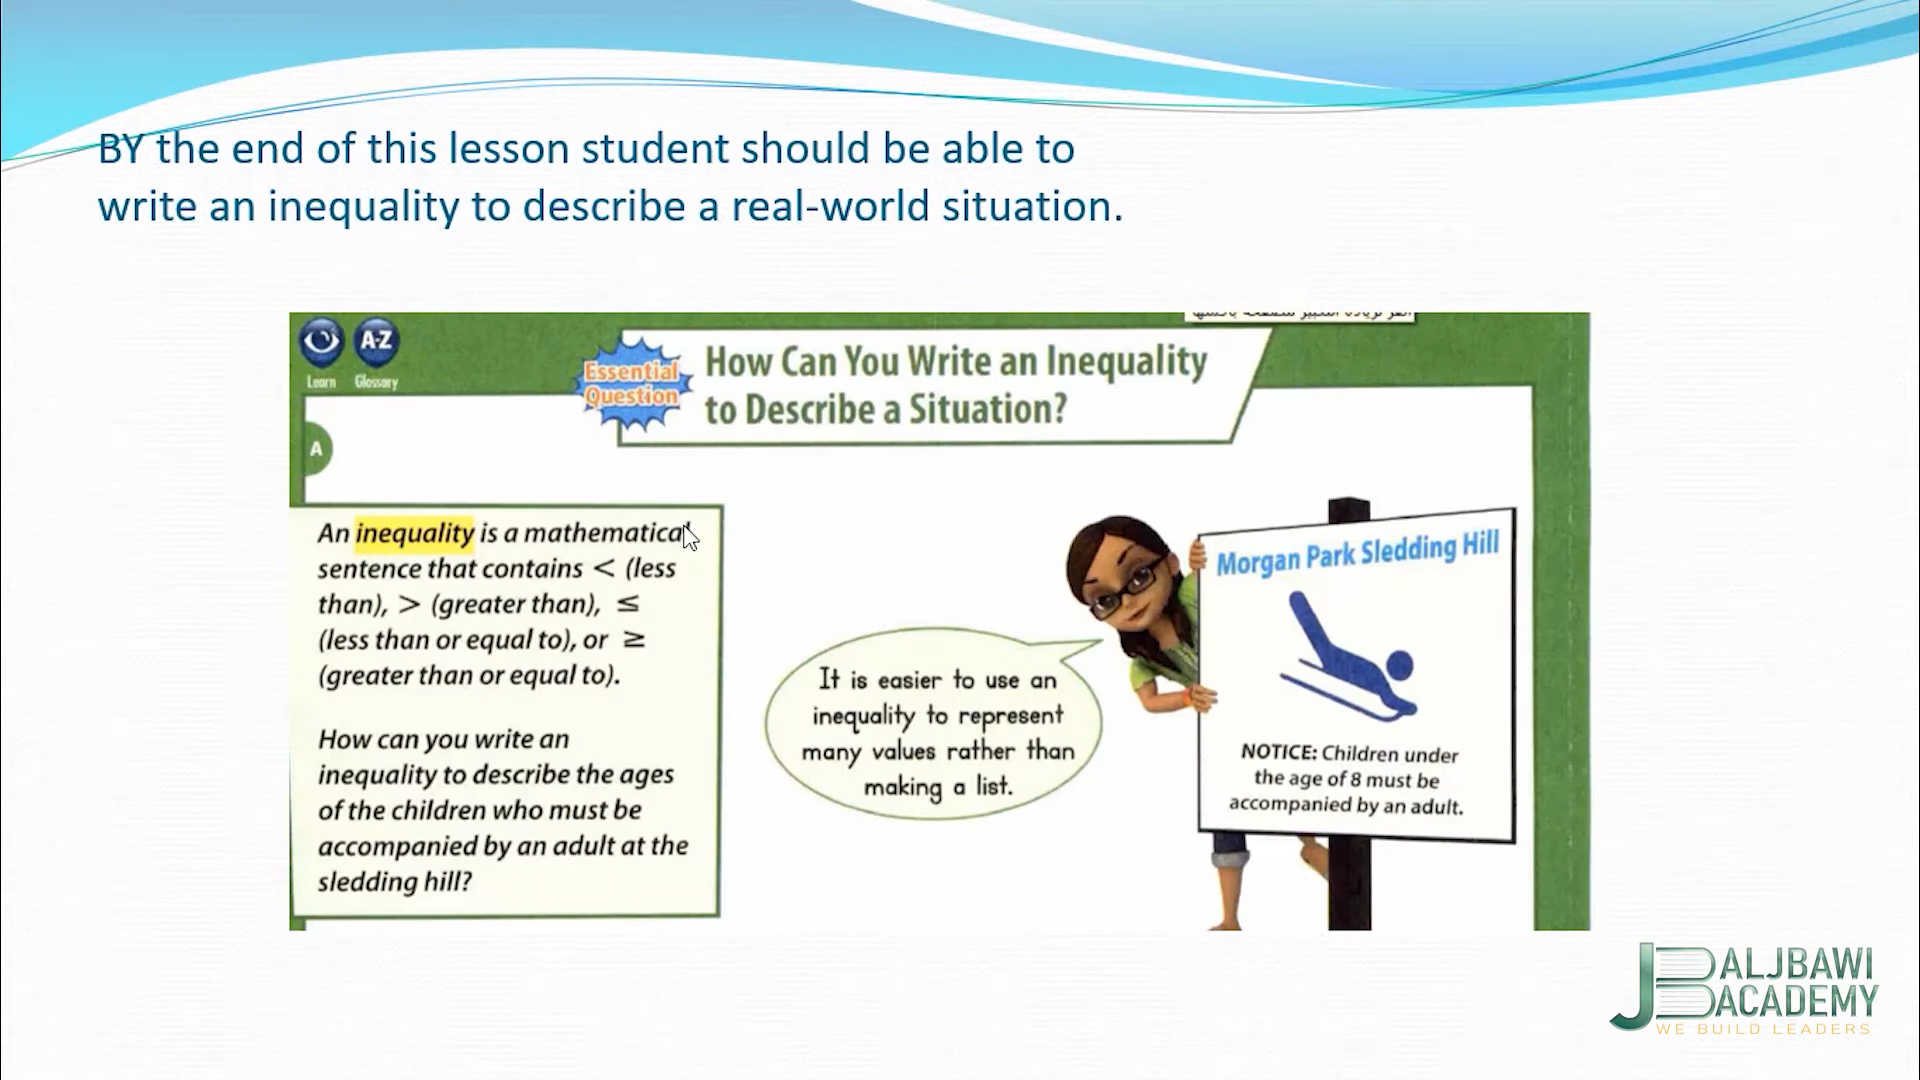 BY the end of this lesson student should be able to
write an inequality to describe a real-world situation.
Learn
A-Z
Glossary
Essential
Question
How Can You Write an Inequality
to Describe a Situation?
A
An inequality is a mathematical
sentence that contains < (less
than), > (greater than), ≤
(less than or equal to), or ≥
(greater than or equal to).
How can you write an
inequality to describe the ages
of the children who must be
accompanied by an adult at the
sledding hill?
It is easier to use an
inequality to represent
many values rather than
making a list.
Morgan Park Sledding Hill
NOTICE: Children under
the age of 8 must be
accompanied by an adult.
ALJBAWI
ACADEMY
WE BUILD LEADERS